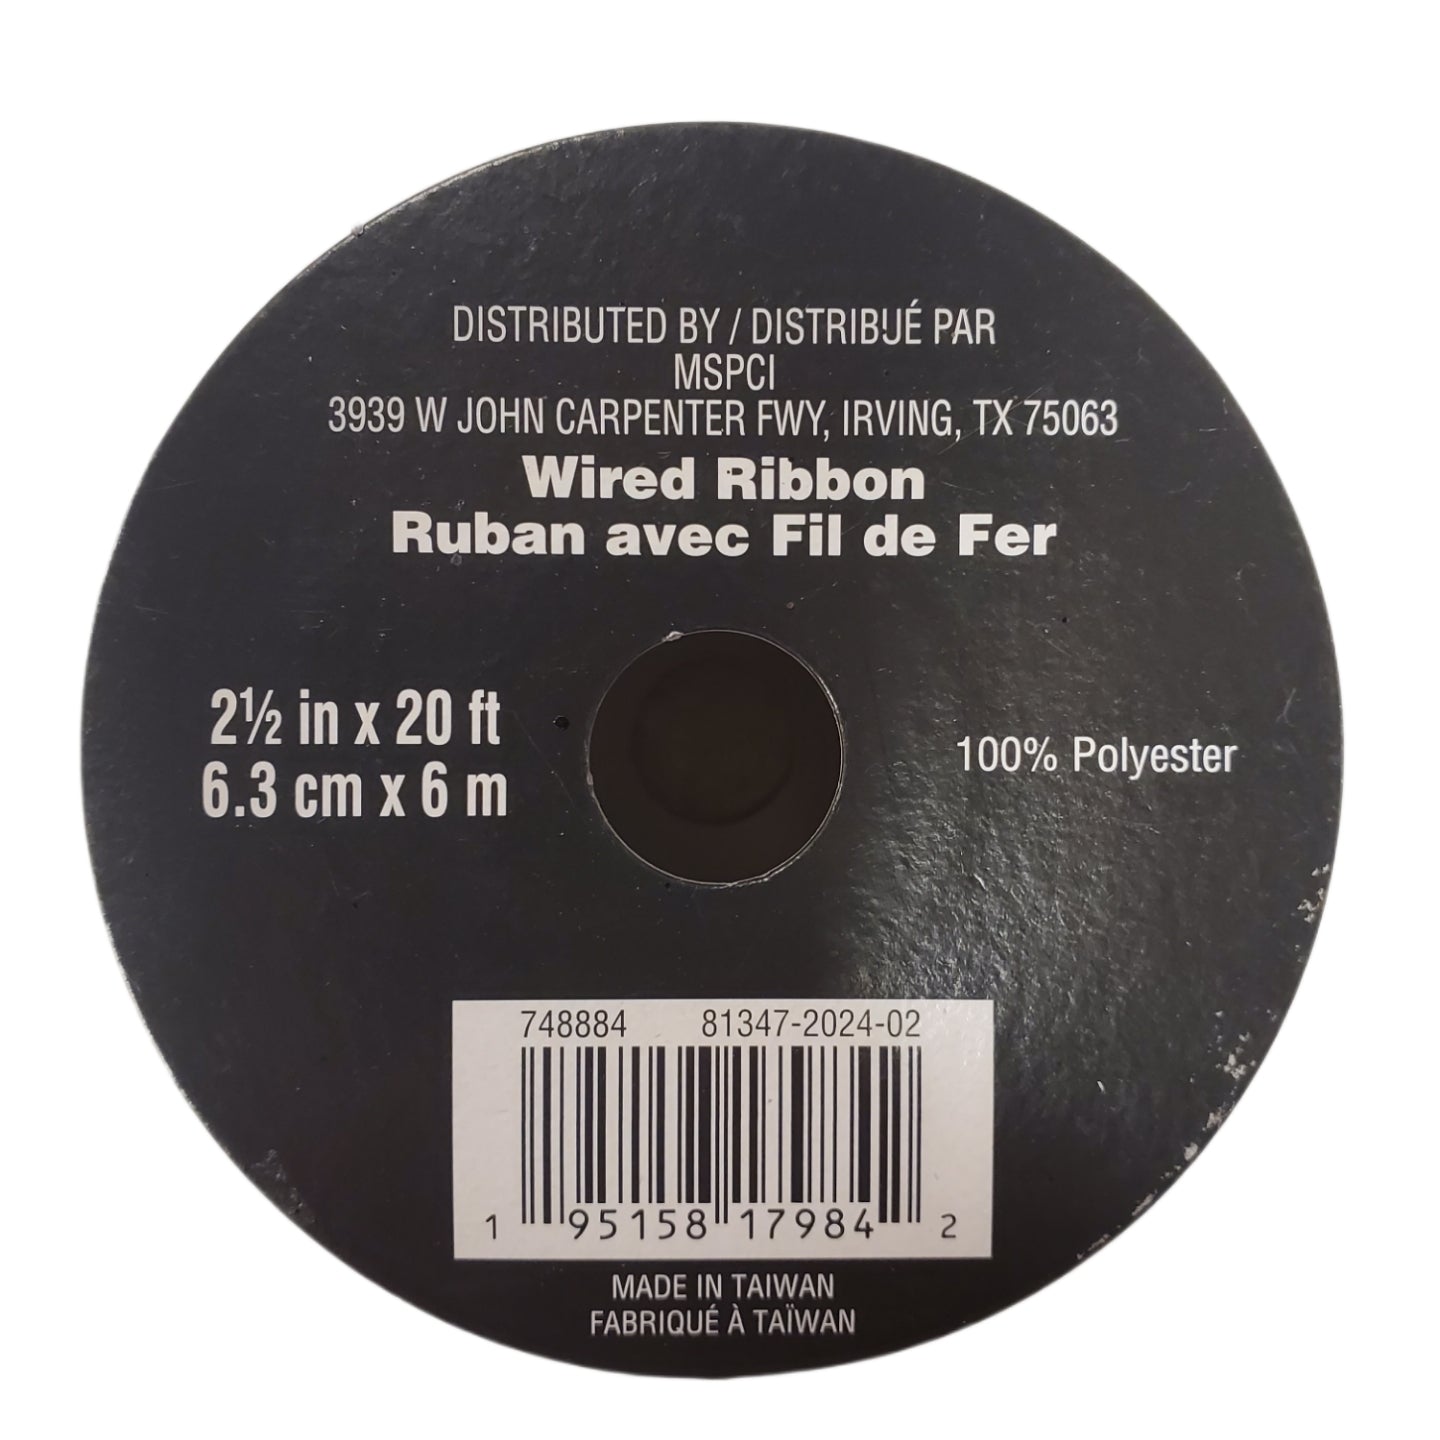 DISTRIBUTED BY / DISTRIBUÉ PAR
MSPCI
3939 W JOHN CARPENTER FWY, IRVING, TX 75063
Wired Ribbon
Ruban avec Fil de Fer
2½ in x 20 ft
6.3 cm x 6 m
100% Polyester
748884 81347-2024-02
1 95158 17984 2
MADE IN TAIWAN
FABRIQUÉ À TAÏWAN